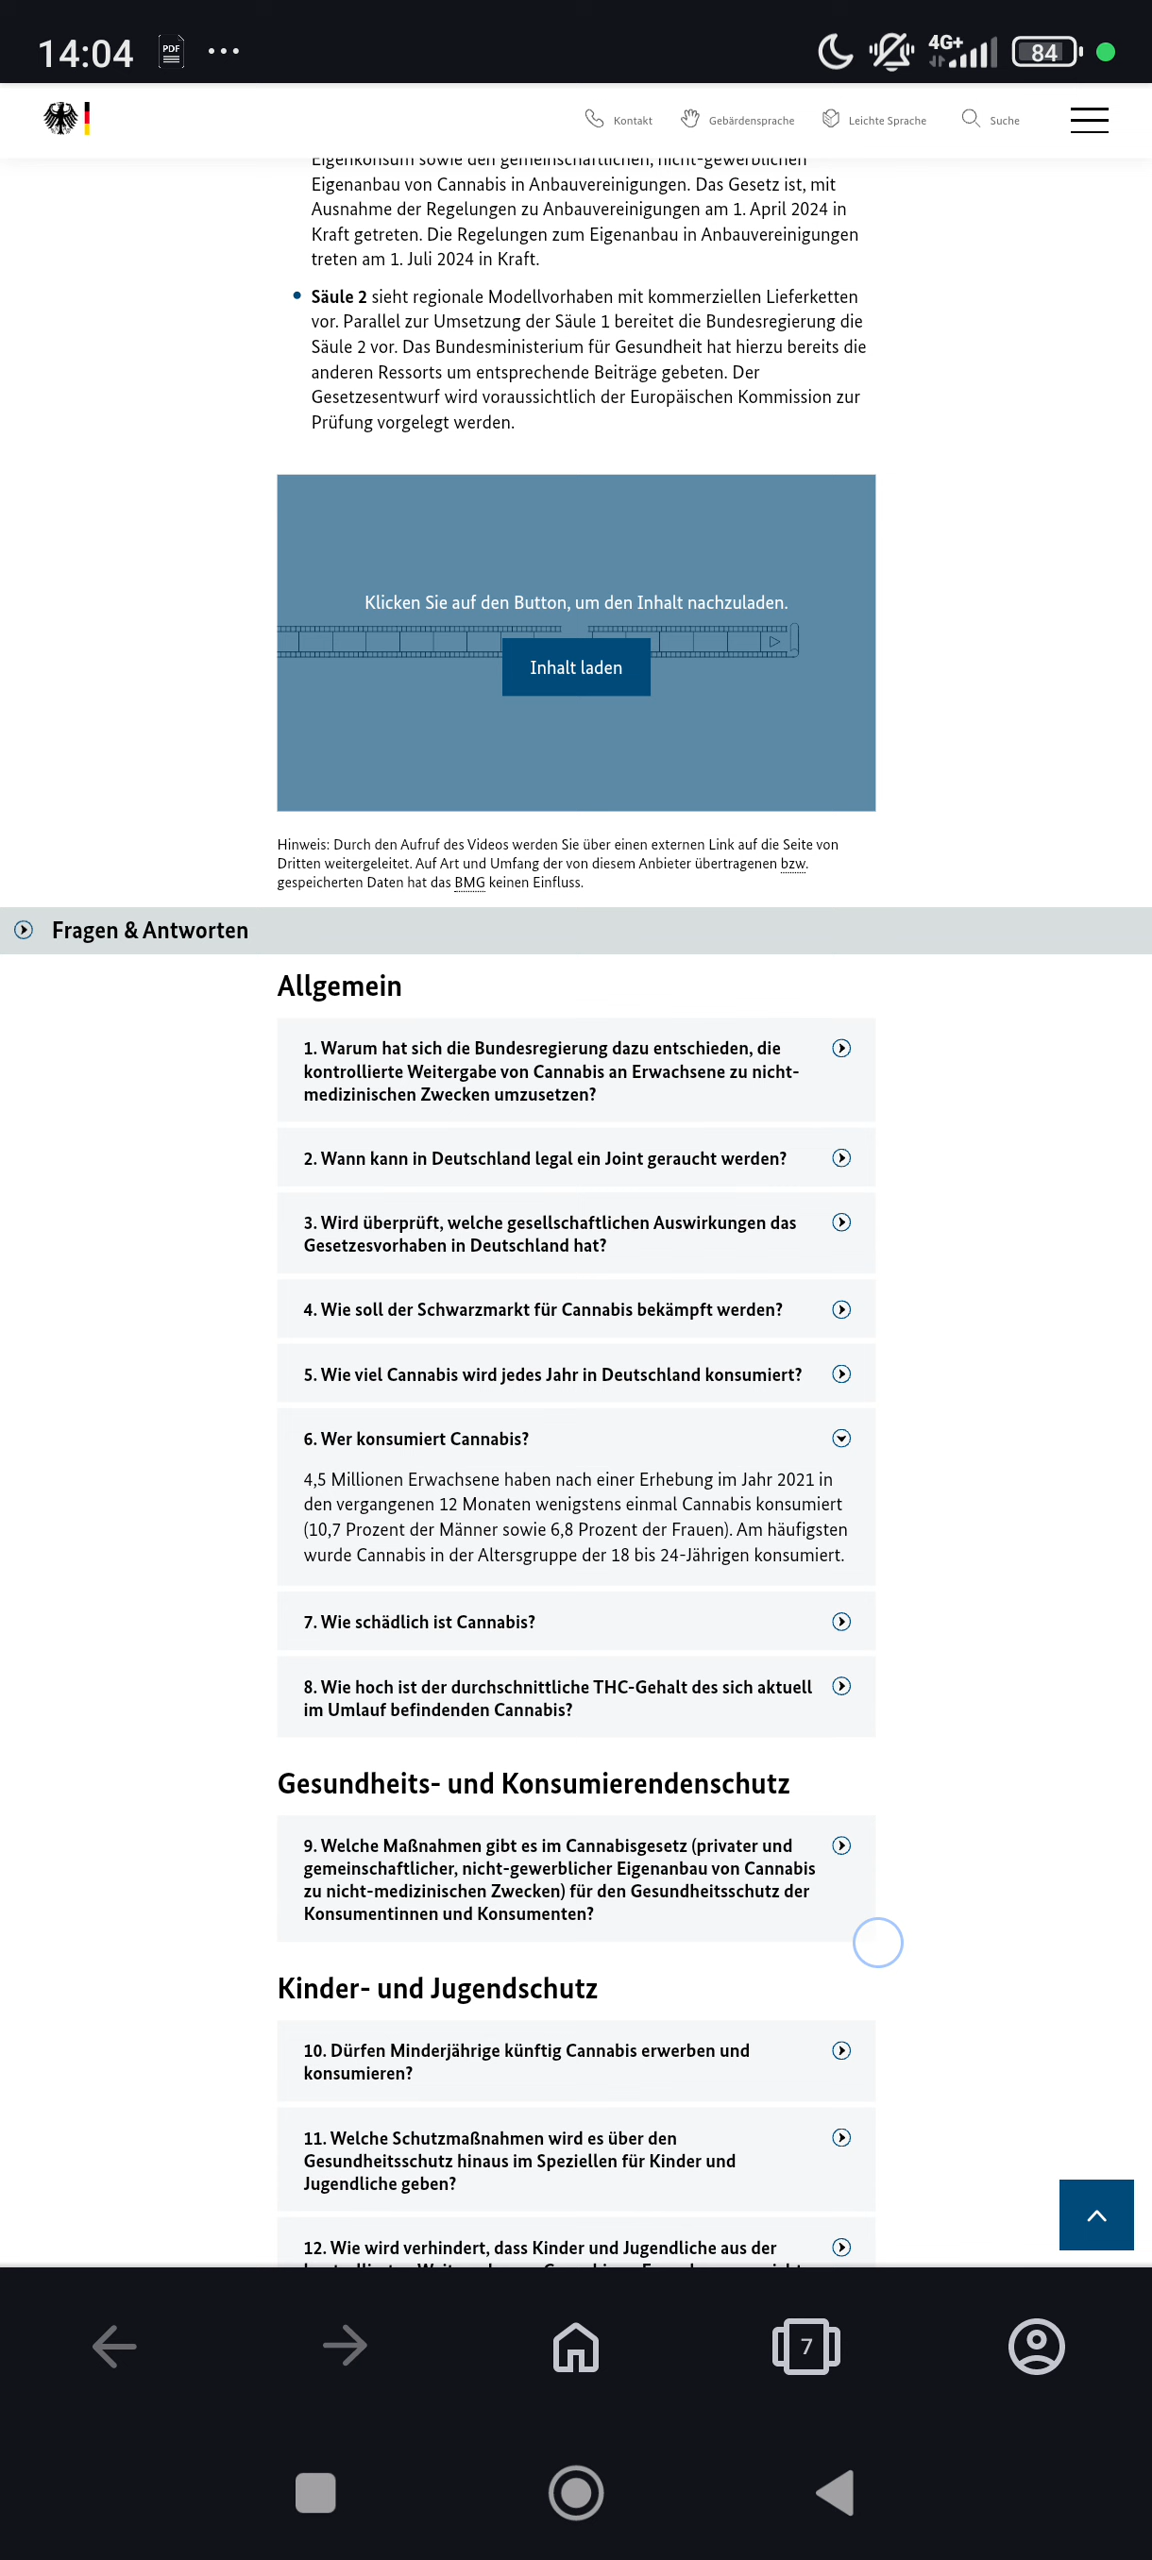 14:04
PDF
4G+
84
Kontakt
Gebärdensprache
Leichte Sprache
Suche
Eigenkonsum sowie den gemeinschaftlichen, nicht-gewerblichen
Eigenanbau von Cannabis in Anbauvereinigungen. Das Gesetz ist, mit
Ausnahme der Regelungen zu Anbauvereinigungen am 1. April 2024 in
Kraft getreten. Die Regelungen zum Eigenanbau in Anbauvereinigungen
treten am 1. Juli 2024 in Kraft.
Säule 2 sieht regionale Modellvorhaben mit kommerziellen Lieferketten
vor. Parallel zur Umsetzung der Säule 1 bereitet die Bundesregierung die
Säule 2 vor. Das Bundesministerium für Gesundheit hat hierzu bereits die
anderen Ressorts um entsprechende Beiträge gebeten. Der
Gesetzesentwurf wird voraussichtlich der Europäischen Kommission zur
Prüfung vorgelegt werden.
Klicken Sie auf den Button, um den Inhalt nachzuladen.
Inhalt laden
Hinweis: Durch den Aufruf des Videos werden Sie über einen externen Link auf die Seite von
Dritten weitergeleitet. Auf Art und Umfang der von diesem Anbieter übertragenen bzw.
gespeicherten Daten hat das BMG keinen Einfluss.
Fragen & Antworten
Allgemein
1. Warum hat sich die Bundesregierung dazu entschieden, die
kontrollierte Weitergabe von Cannabis an Erwachsene zu nicht-
medizinischen Zwecken umzusetzen?
2. Wann kann in Deutschland legal ein Joint geraucht werden?
3. Wird überprüft, welche gesellschaftlichen Auswirkungen das
Gesetzesvorhaben in Deutschland hat?
4. Wie soll der Schwarzmarkt für Cannabis bekämpft werden?
5. Wie viel Cannabis wird jedes Jahr in Deutschland konsumiert?
6. Wer konsumiert Cannabis?
4,5 Millionen Erwachsene haben nach einer Erhebung im Jahr 2021 in
den vergangenen 12 Monaten wenigstens einmal Cannabis konsumiert
(10,7 Prozent der Männer sowie 6,8 Prozent der Frauen). Am häufigsten
wurde Cannabis in der Altersgruppe der 18 bis 24-Jährigen konsumiert.
7. Wie schädlich ist Cannabis?
8. Wie hoch ist der durchschnittliche THC-Gehalt des sich aktuell
im Umlauf befindenden Cannabis?
Gesundheits- und Konsumierendenschutz
9. Welche Maßnahmen gibt es im Cannabisgesetz (privater und
gemeinschaftlicher, nicht-gewerblicher Eigenanbau von Cannabis
zu nicht-medizinischen Zwecken) für den Gesundheitsschutz der
Konsumentinnen und Konsumenten?
Kinder- und Jugendschutz
10. Dürfen Minderjährige künftig Cannabis erwerben und
konsumieren?
11. Welche Schutzmaßnahmen wird es über den
Gesundheitsschutz hinaus im Speziellen für Kinder und
Jugendliche geben?
12. Wie wird verhindert, dass Kinder und Jugendliche aus der
7